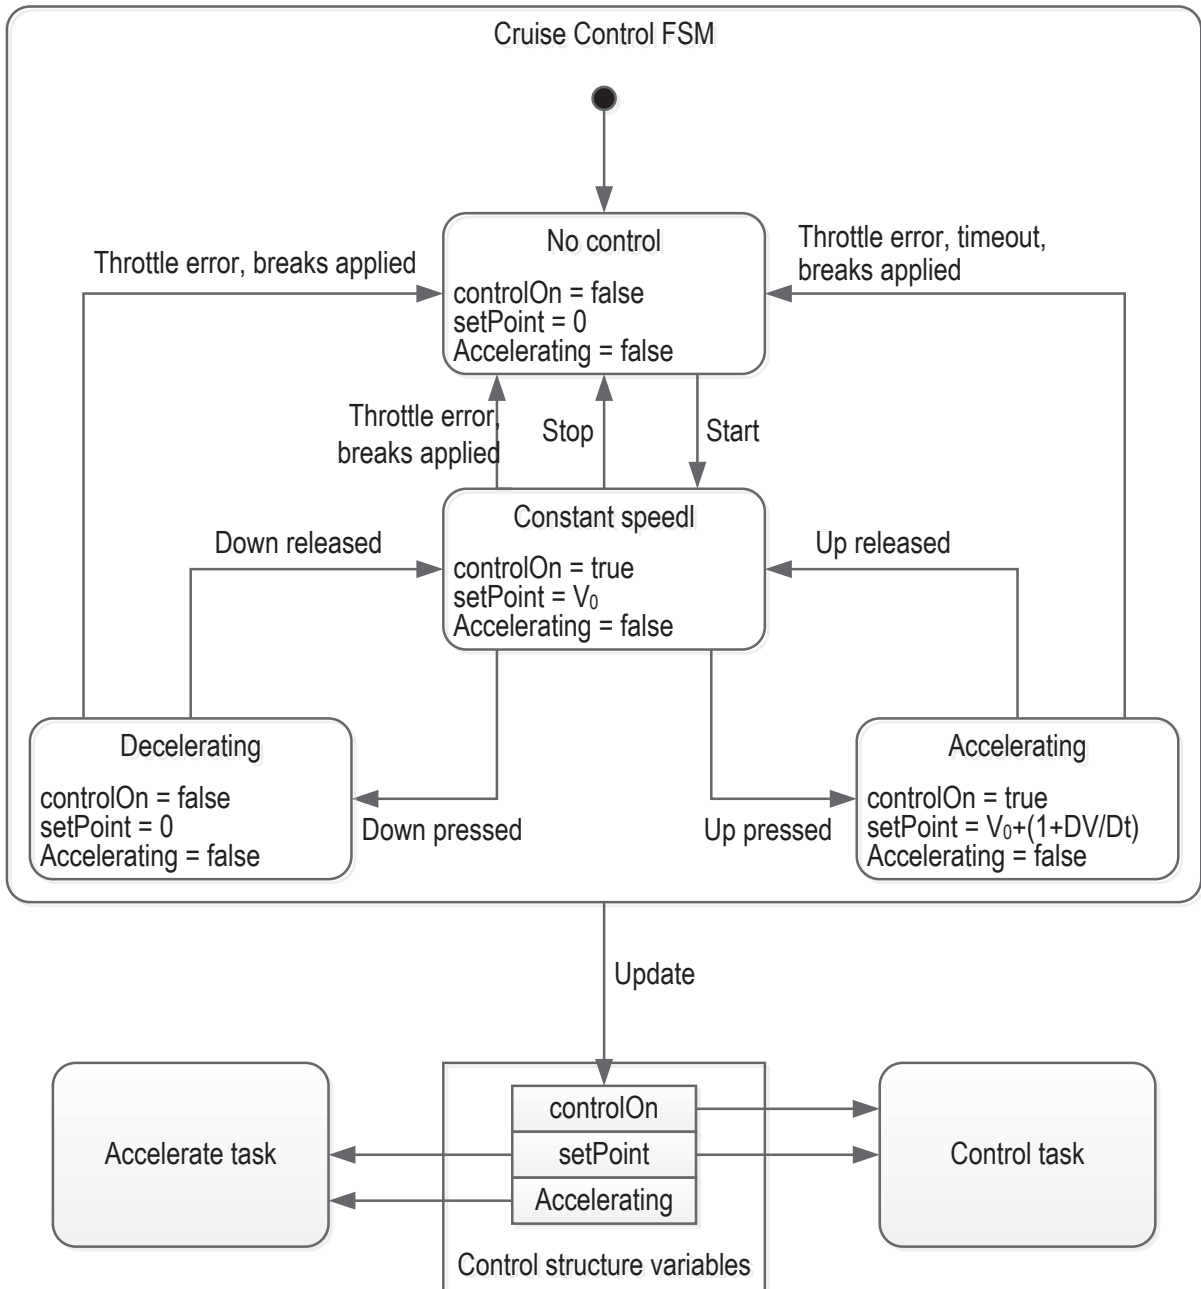 Cruise Control FSM
No control
controlOn = false
setPoint = 0
Accelerating = false
Throttle error, breaks applied
Throttle error, timeout,
breaks applied
Throttle error,
breaks applied
Stop
Start
Constant speedl
controlOn = true
setPoint = V₀
Accelerating = false
Down released
Up released
Decelerating
controlOn = false
setPoint = 0
Accelerating = false
Down pressed
Up pressed
Accelerating
controlOn = true
setPoint = V₀+(1+DV/Dt)
Accelerating = false
Update
Accelerate task
controlOn
setPoint
Accelerating
Control structure variables
Control task